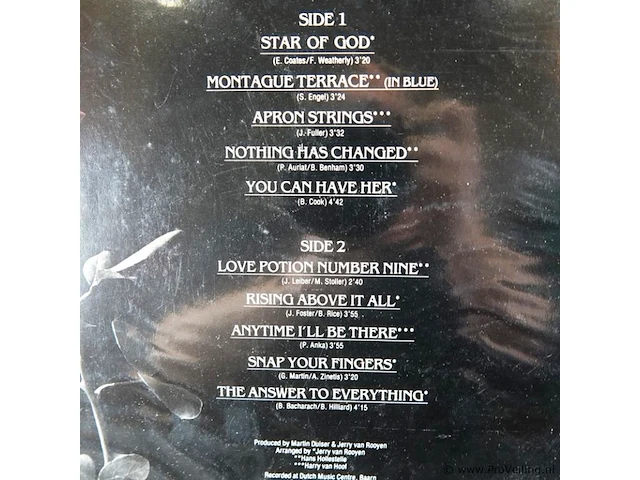 SIDE 1
STAR OF GOD*
(E. Coates/F. Weatherly) 3'20
MONTAGUE TERRACE** (IN BLUE)
(S. Engel) 3'24
APRON STRINGS***
(J. Fuller) 3'32
NOTHING HAS CHANGED**
(P. Auriat/B. Benham) 3'30
YOU CAN HAVE HER*
(B. Cook) 4'42
SIDE 2
LOVE POTION NUMBER NINE**
(J. Leiber/M. Stoller) 2'40
RISING ABOVE IT ALL*
(J. Foster/B. Rice) 3'55
ANYTIME I'LL BE THERE***
(P. Anka) 3'55
SNAP YOUR FINGERS*
(G. Martin/A. Zinetis) 3'20
THE ANSWER TO EVERYTHING*
(B. Bacharach/B. Hilliard) 4'15
Produced by Martin Duiser & Jerry van Rooyen
Arranged by *Jerry van Rooyen
**Hans Hollestelle
***Harry van Hoof
Recorded at Dutch Music Centre, Baarn
© www.ProVeiling.nl